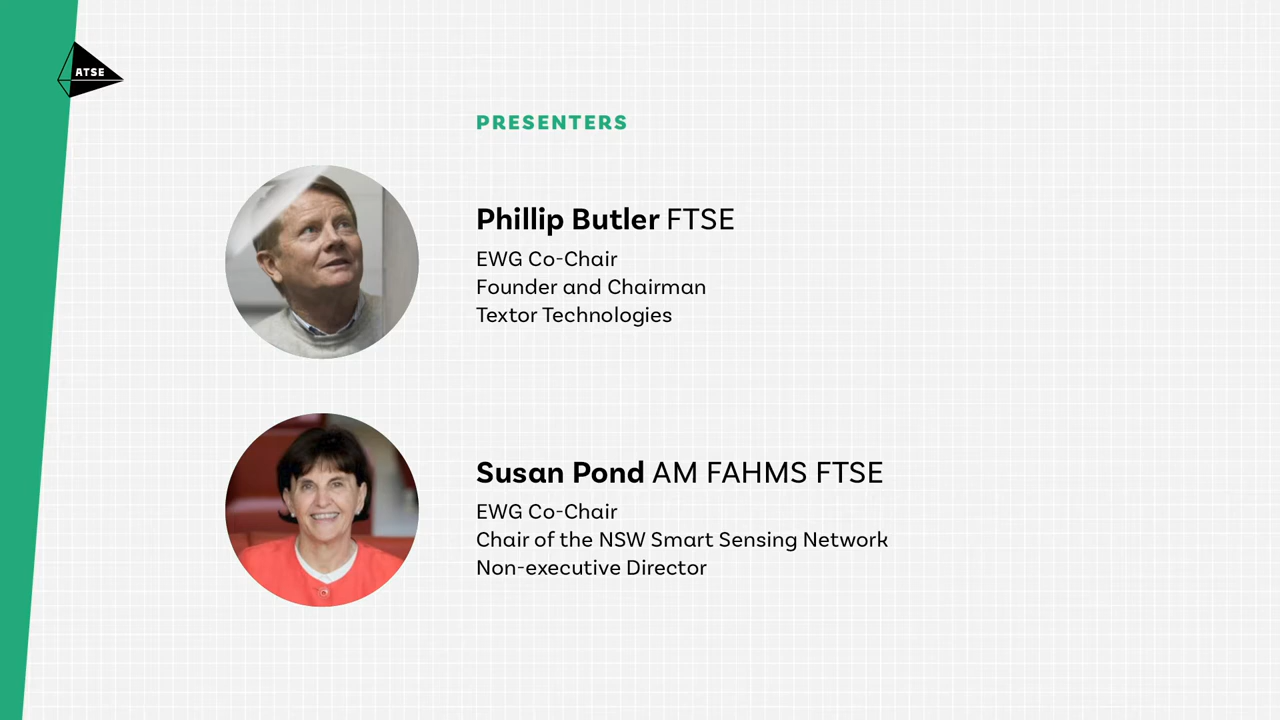 ATSE
PRESENTERS
Phillip Butler FTSE
EWG Co-Chair
Founder and Chairman
Textor Technologies
Susan Pond AM FAHMS FTSE
EWG Co-Chair
Chair of the NSW Smart Sensing Network
Non-executive Director